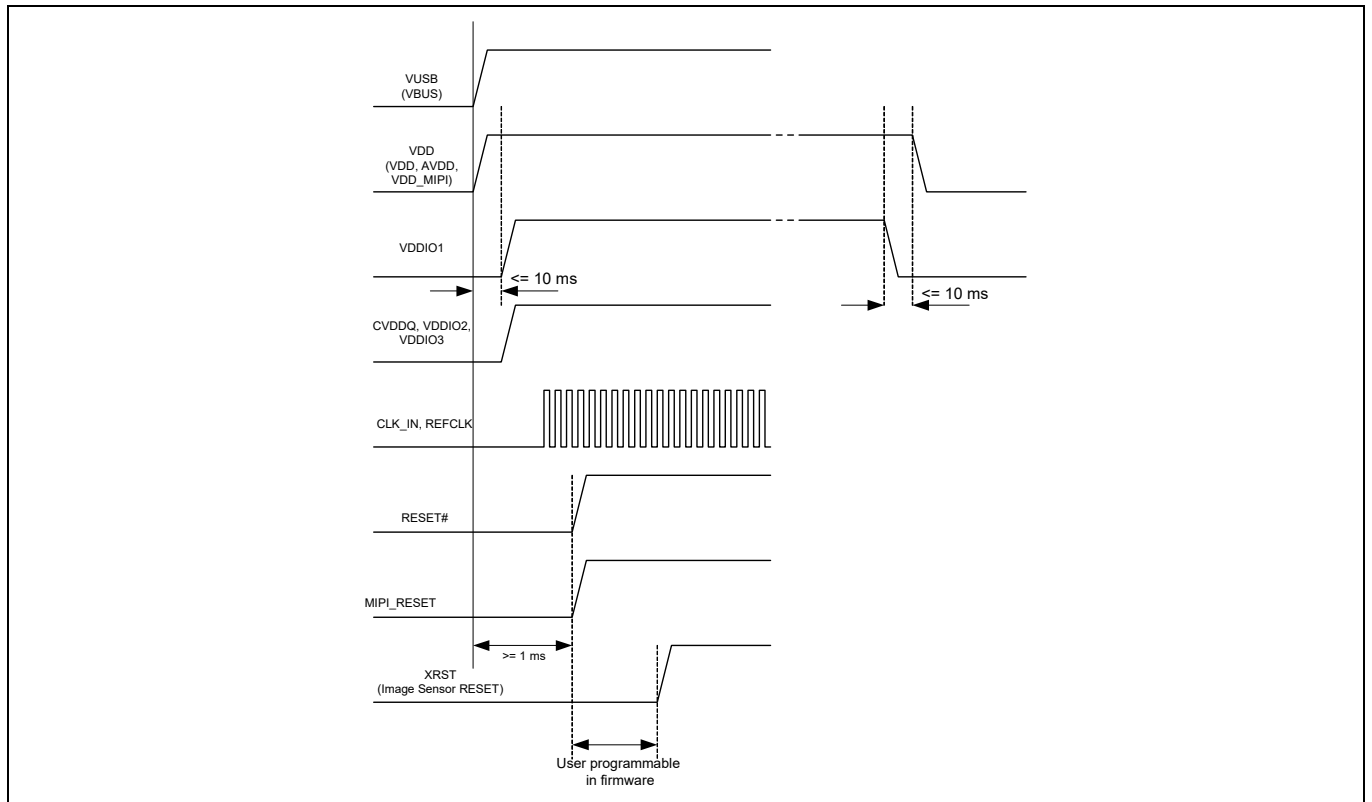 VUSB
(VBUS)
VDD
(VDD, AVDD,
VDD_MIPI)
VDDIO1
<= 10 ms
<= 10 ms
CVDDQ, VDDIO2,
VDDIO3
CLK_IN, REFCLK
RESET#
MIPI_RESET
>= 1 ms
XRST
(Image Sensor RESET)
User programmable
in firmware